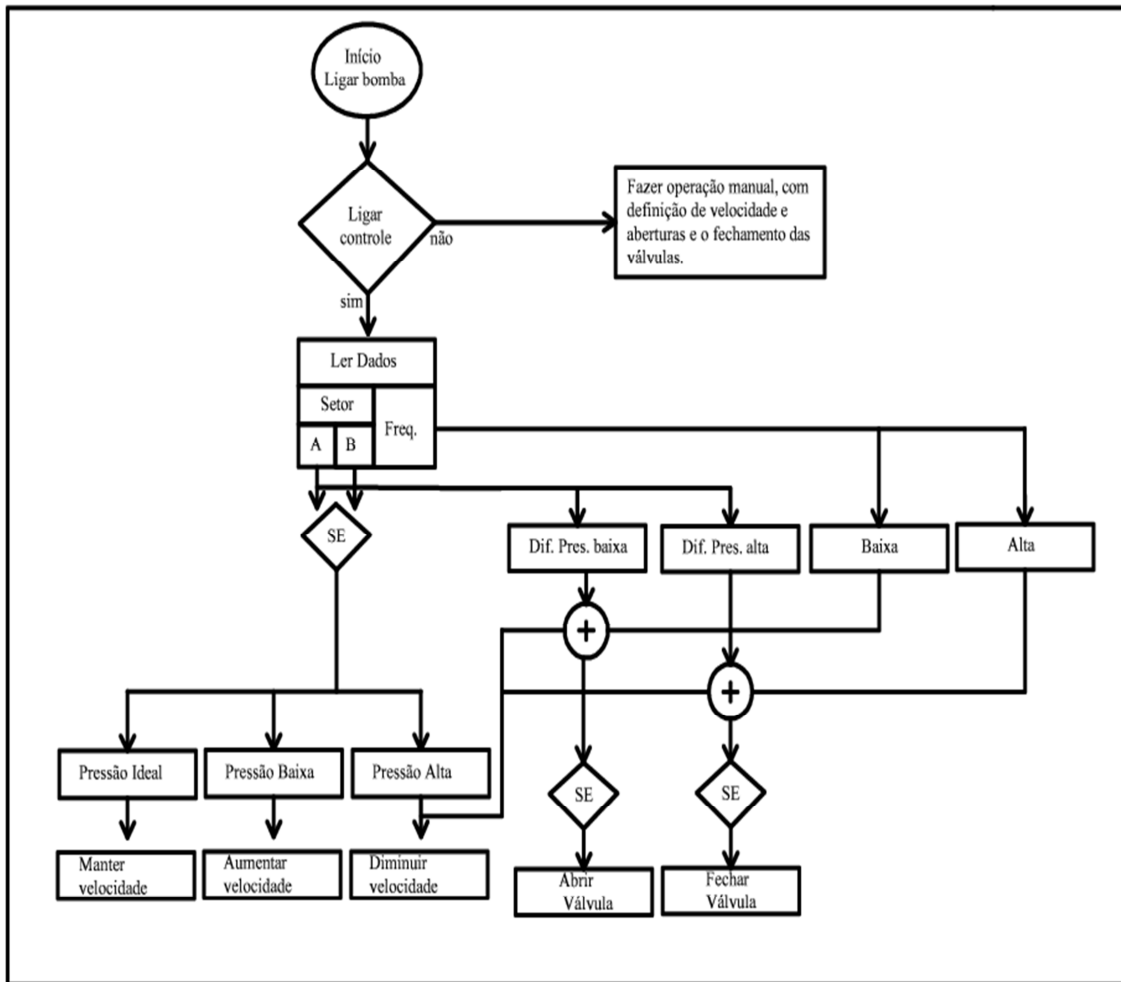 Início
Ligar bomba
Ligar
controle
não
Fazer operação manual, com
definição de velocidade e
aberturas e o fechamento das
válvulas.
sim
Ler Dados
Setor
Freq.
A
B
SE
Dif. Pres. baixa
Dif. Pres. alta
Baixa
Alta
+
+
Pressão Ideal
Pressão Baixa
Pressão Alta
SE
SE
Manter
velocidade
Aumentar
velocidade
Diminuir
velocidade
Abrir
Válvula
Fechar
Válvula